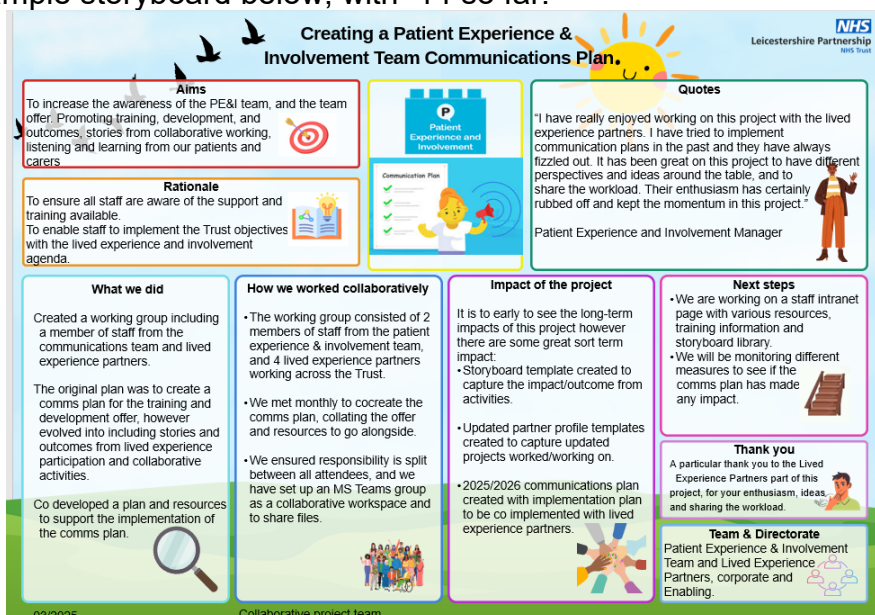 mple storyboard below, with
so far.
Creating a Patient Experience &
Involvement Team Communications Plan.
NHS
Leicestershire Partnership
NHS Trust
Aims
To increase the awareness of the PE&I team, and the team
offer. Promoting training, development, and
outcomes, stories from collaborative working,
listening and learning from our patients and
carers
Rationale
To ensure all staff are aware of the support and
training available.
To enable staff to implement the Trust objectives
with the lived experience and involvement
agenda.
P
Patient
Experience and
Involvement
Communication Plan
Quotes
“I have really enjoyed working on this project with the lived
experience partners. I have tried to implement
communication plans in the past and they have always
fizzled out. It has been great on this project to have different
perspectives and ideas around the table, and to
share the workload. Their enthusiasm has certainly
rubbed off and kept the momentum in this project.”
Patient Experience and Involvement Manager
What we did
Created a working group including
a member of staff from the
communications team and lived
experience partners.
The original plan was to create a
comms plan for the training and
development offer, however
evolved into including stories and
outcomes from lived experience
participation and collaborative
activities.
Co developed a plan and resources
to support the implementation of
the comms plan.
How we worked collaboratively
•The working group consisted of 2
members of staff from the patient
experience & involvement team,
and 4 lived experience partners
working across the Trust.
•We met monthly to cocreate the
comms plan, collating the offer
and resources to go alongside.
•We ensured responsibility is split
between all attendees, and we
have set up an MS Teams group
as a collaborative workspace and
to share files.
Impact of the project
It is to early to see the long-term
impacts of this project however
there are some great sort term
impact:
•Storyboard template created to
capture the impact/outcome from
activities.
•Updated partner profile templates
created to capture updated
projects worked/working on.
•2025/2026 communications plan
created with implementation plan
to be co implemented with lived
experience partners.
Next steps
•We are working on a staff intranet
page with various resources,
training information and
storyboard library.
•We will be monitoring different
measures to see if the
comms plan has made
any impact.
Thank you
A particular thank you to the Lived
Experience Partners part of this
project, for your enthusiasm, ideas,
and sharing the workload.
Team & Directorate
Patient Experience & Involvement
Team and Lived Experience
Partners, corporate and
Enabling.
03/2025
Collaborative project team